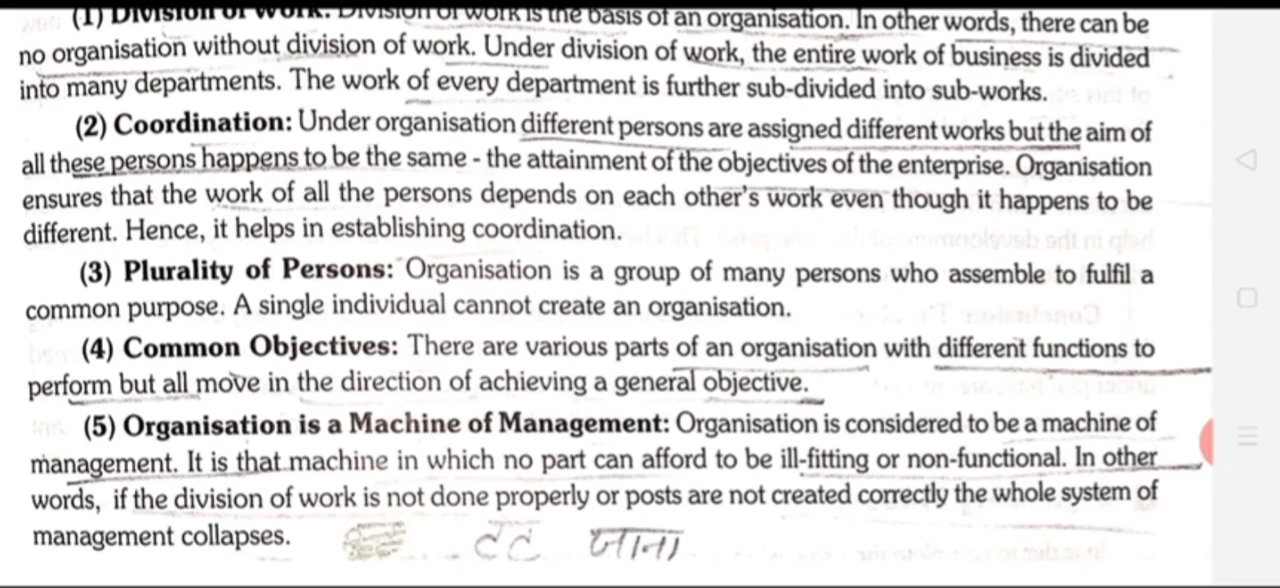 (1) Division of Work: Division of work is the basis of an organisation. In other words, there can be
no organisation without division of work. Under division of work, the entire work of business is divided
into many departments. The work of every department is further sub-divided into sub-works.
(2) Coordination: Under organisation different persons are assigned different works but the aim of
all these persons happens to be the same - the attainment of the objectives of the enterprise. Organisation
ensures that the work of all the persons depends on each other's work even though it happens to be
different. Hence, it helps in establishing coordination.
(3) Plurality of Persons: Organisation is a group of many persons who assemble to fulfil a
common purpose. A single individual cannot create an organisation.
(4) Common Objectives: There are various parts of an organisation with different functions to
perform but all move in the direction of achieving a general objective.
(5) Organisation is a Machine of Management: Organisation is considered to be a machine of
management. It is that machine in which no part can afford to be ill-fitting or non-functional. In other
words, if the division of work is not done properly or posts are not created correctly the whole system of
management collapses.
जाना